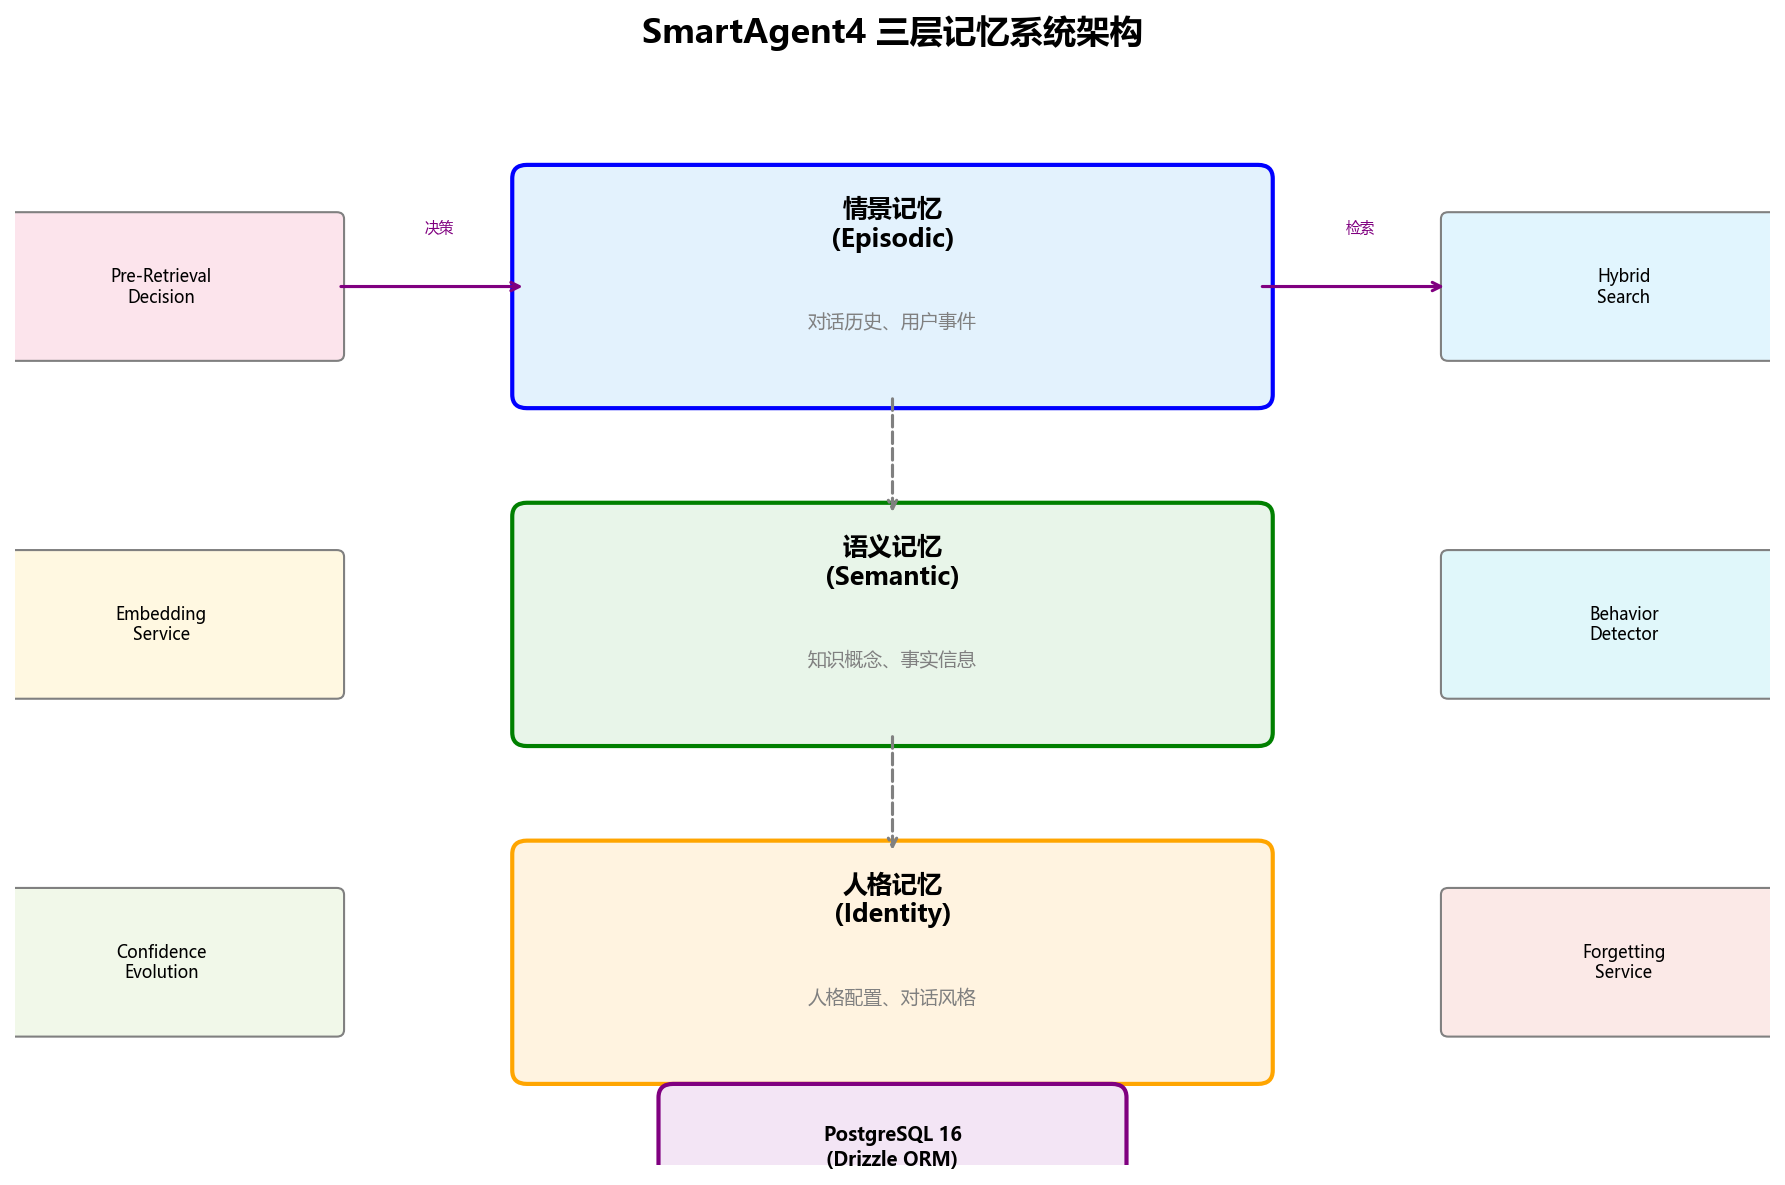 SmartAgent4 三层记忆系统架构
情景记忆
(Episodic)
对话历史、用户事件
Pre-Retrieval
Decision
决策
检索
Hybrid
Search
语义记忆
(Semantic)
知识概念、事实信息
Embedding
Service
Behavior
Detector
人格记忆
(Identity)
人格配置、对话风格
Confidence
Evolution
Forgetting
Service
PostgreSQL 16
(Drizzle ORM)